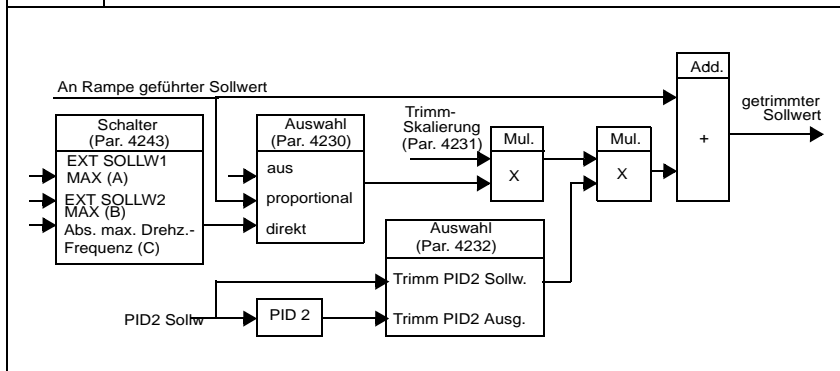 Add.
An Rampe geführter Sollwert
getrimmter
Sollwert
Trimm-
Skalierung
(Par. 4231)
Schalter
(Par. 4243)
Auswahl
(Par. 4230)
Mul.
Mul.
+
EXT SOLLW1
MAX (A)
aus
X
X
EXT SOLLW2
MAX (B)
proportional
Abs. max. Drehz.-
Frequenz (C)
direkt
Auswahl
(Par. 4232)
Trimm PID2 Sollw.
PID2 Sollw
PID 2
Trimm PID2 Ausg.